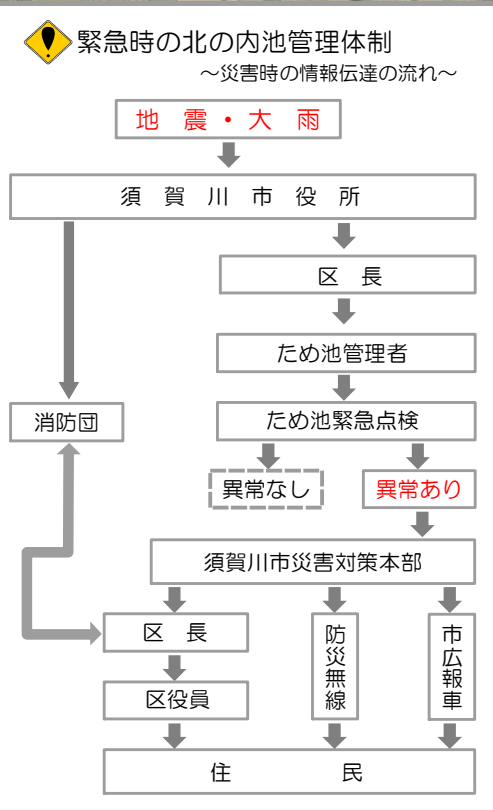 緊急時の北の内池管理体制
～災害時の情報伝達の流れ～
地 震・大 雨
須 賀 川 市 役 所
区 長
ため池管理者
消防団
ため池緊急点検
異常なし
異常あり
須賀川市災害対策本部
区 長
防災無線
市広報車
区役員
住 民